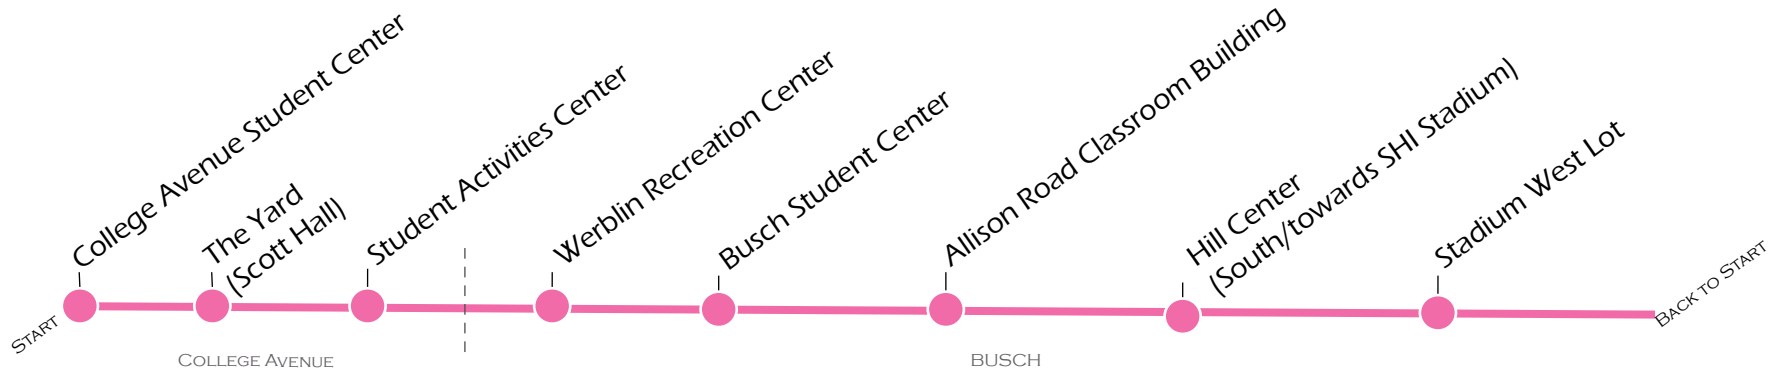 START
College Avenue Student Center
The Yard
(Scott Hall)
Student Activities Center
Werblin Recreation Center
Busch Student Center
Allison Road Classroom Building
Hill Center
(South/towards SHI Stadium)
Stadium West Lot
BACK TO START
COLLEGE AVENUE
BUSCH